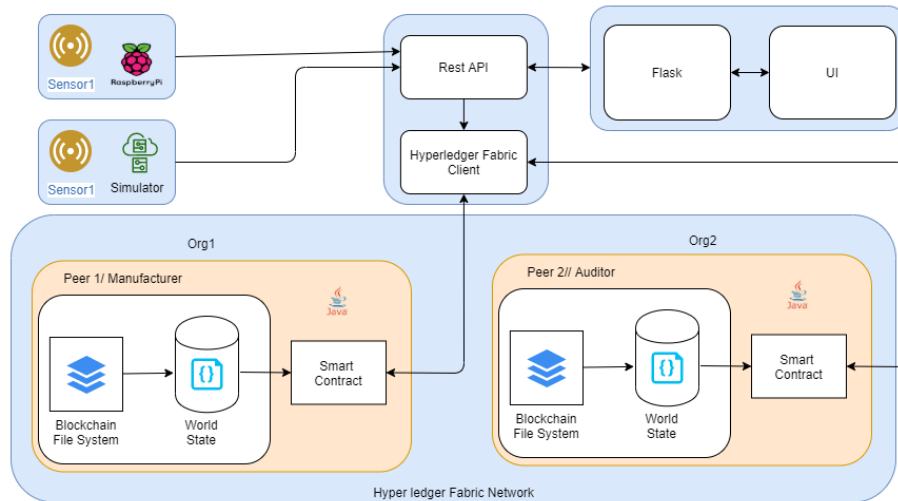 Sensor1
RaspberryPi
Rest API
Flask
UI
Sensor1
Simulator
Hyperledger Fabric
Client
Org1
Org2
Peer 1/ Manufacturer
Java
Smart
Contract
Blockchain
File System
World
State
Peer 2// Auditor
Java
Smart
Contract
Blockchain
File System
World
State
Hyper ledger Fabric Network